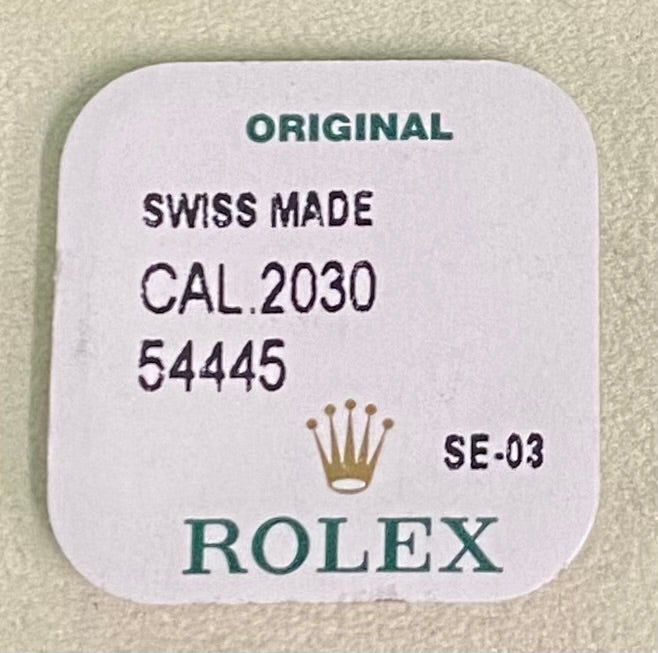 ORIGINAL
SWISS MADE
CAL.2030
54445
SE-03
ROLEX